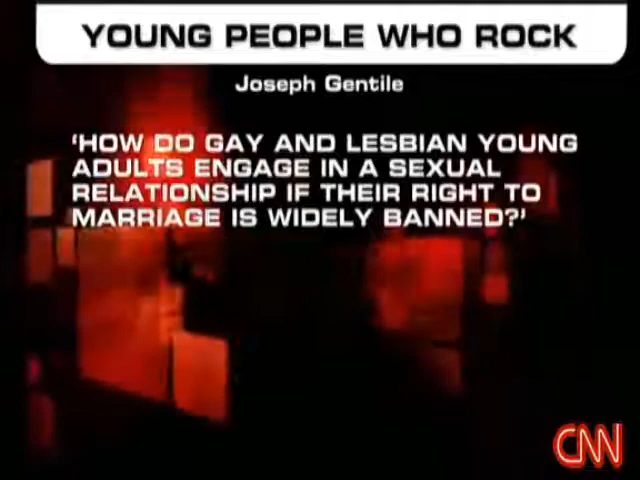 YOUNG PEOPLE WHO ROCK
Joseph Gentile
'HOW DO GAY AND LESBIAN YOUNG
ADULTS ENGAGE IN A SEXUAL
RELATIONSHIP IF THEIR RIGHT TO
MARRIAGE IS WIDELY BANNED?'
CNN